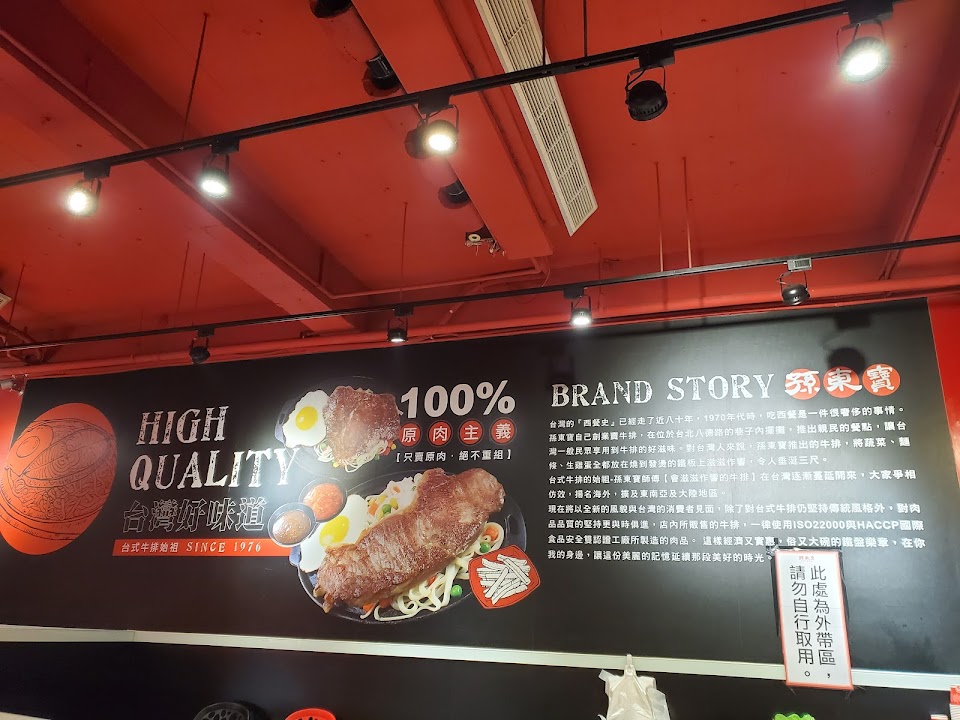 HIGH
QUALITY
台灣好味道
台式牛排始祖 SINCE 1976
100%
原肉主義
【只賣原肉，絕不重組】
BRAND STORY 孫東寶
台灣的『西餐史』已經走了近八十年，1970年代時，吃西餐是一件很奢侈的事情。
孫東寶自己創業賣牛排，在位於台北八德路的巷子內擺攤，推出親民的餐點，讓台
灣一般民眾享用到牛排的好滋味。對台灣人來說，孫東寶推出的牛排，將蔬菜、麵
條、生雞蛋全都放在燒到發燙的鐵板上滋滋作響，令人垂涎三尺。
台式牛排的始祖-孫東寶師傅【會滋滋作響的牛排】在台灣逐漸蔓延開來，大家爭相
仿效，揚名海外，擴及東南亞及大陸地區。
現在將以全新的風貌與台灣的消費者見面，除了對台式牛排仍堅持傳統風格外，對肉
品品質的堅持更與時俱進，店內所販售的牛排，一律使用ISO22000與HACCP國際
食品安全雙認證工廠所製造的肉品。這樣經濟又實惠，俗又大碗的鐵盤樂章，在你
我的身邊，讓這份美麗的記憶延續那段美好的時光。
此處為外帶區，
請勿自行取用。